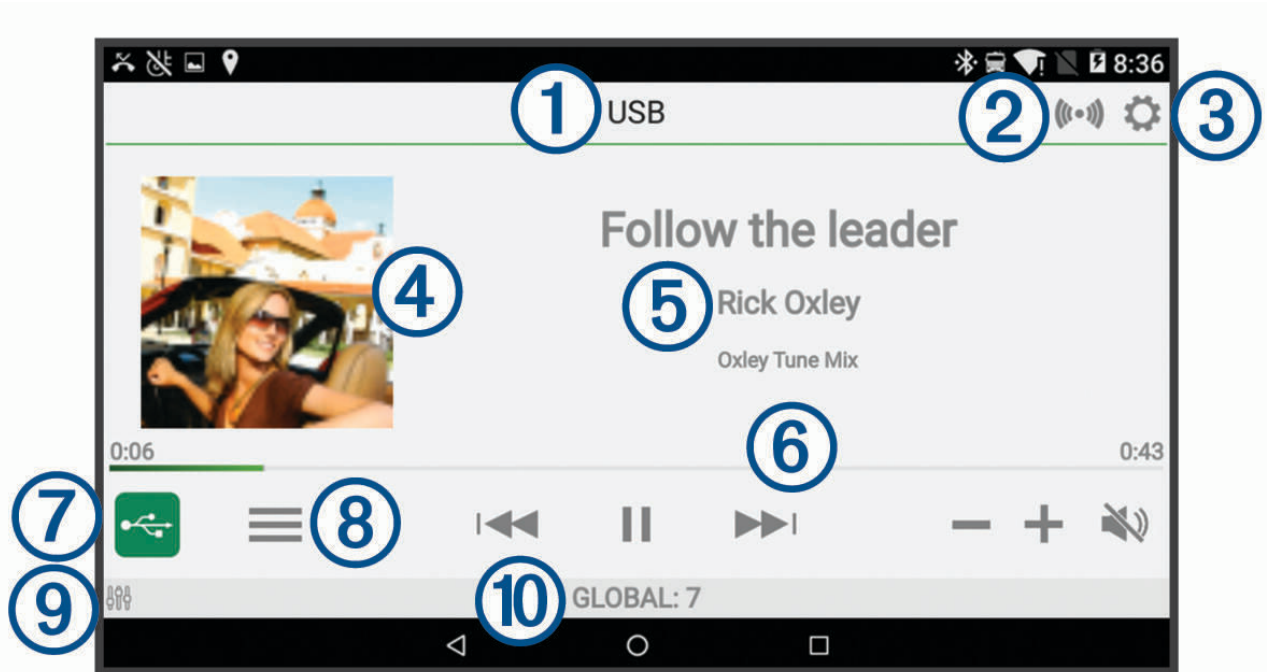 8:36
① USB ② ③
Follow the leader
④ ⑤ Rick Oxley
Oxley Tune Mix
0:06 ⑥ 0:43
⑦ ⑧
⑨ ⑩ GLOBAL: 7